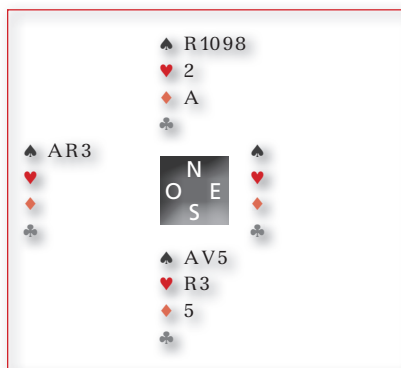 ♠ R1098
♥ 2
♦ A
♣
♠ AR3
♥
♦
♣
N
O E
S
♠
♥
♦
♣
♠ AV5
♥ R3
♦ 5
♣